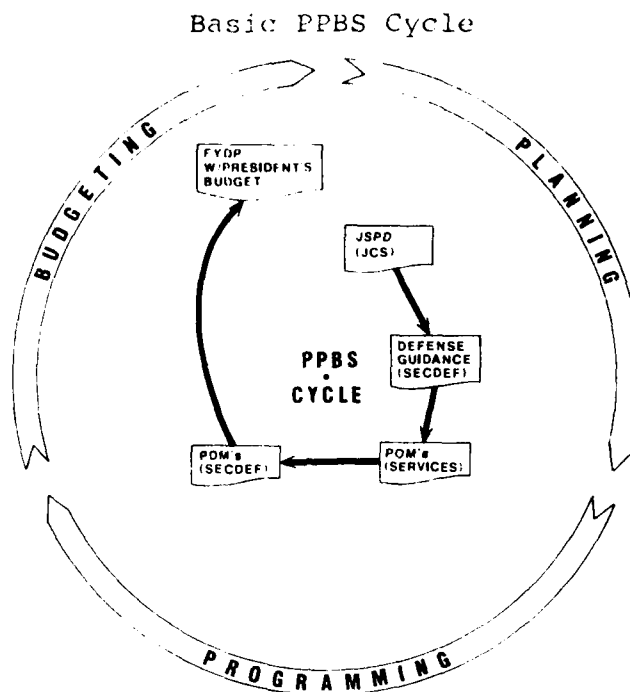 Basic PPBS Cycle
BUDGETING
PLANNING
FYDP
W/PRESIDENT'S
BUDGET
JSPD
(JCS)
DEFENSE
GUIDANCE
(SECDEF)
PPBS
•
CYCLE
PDM's
(SECDEF)
POM's
(SERVICES)
PROGRAMMING